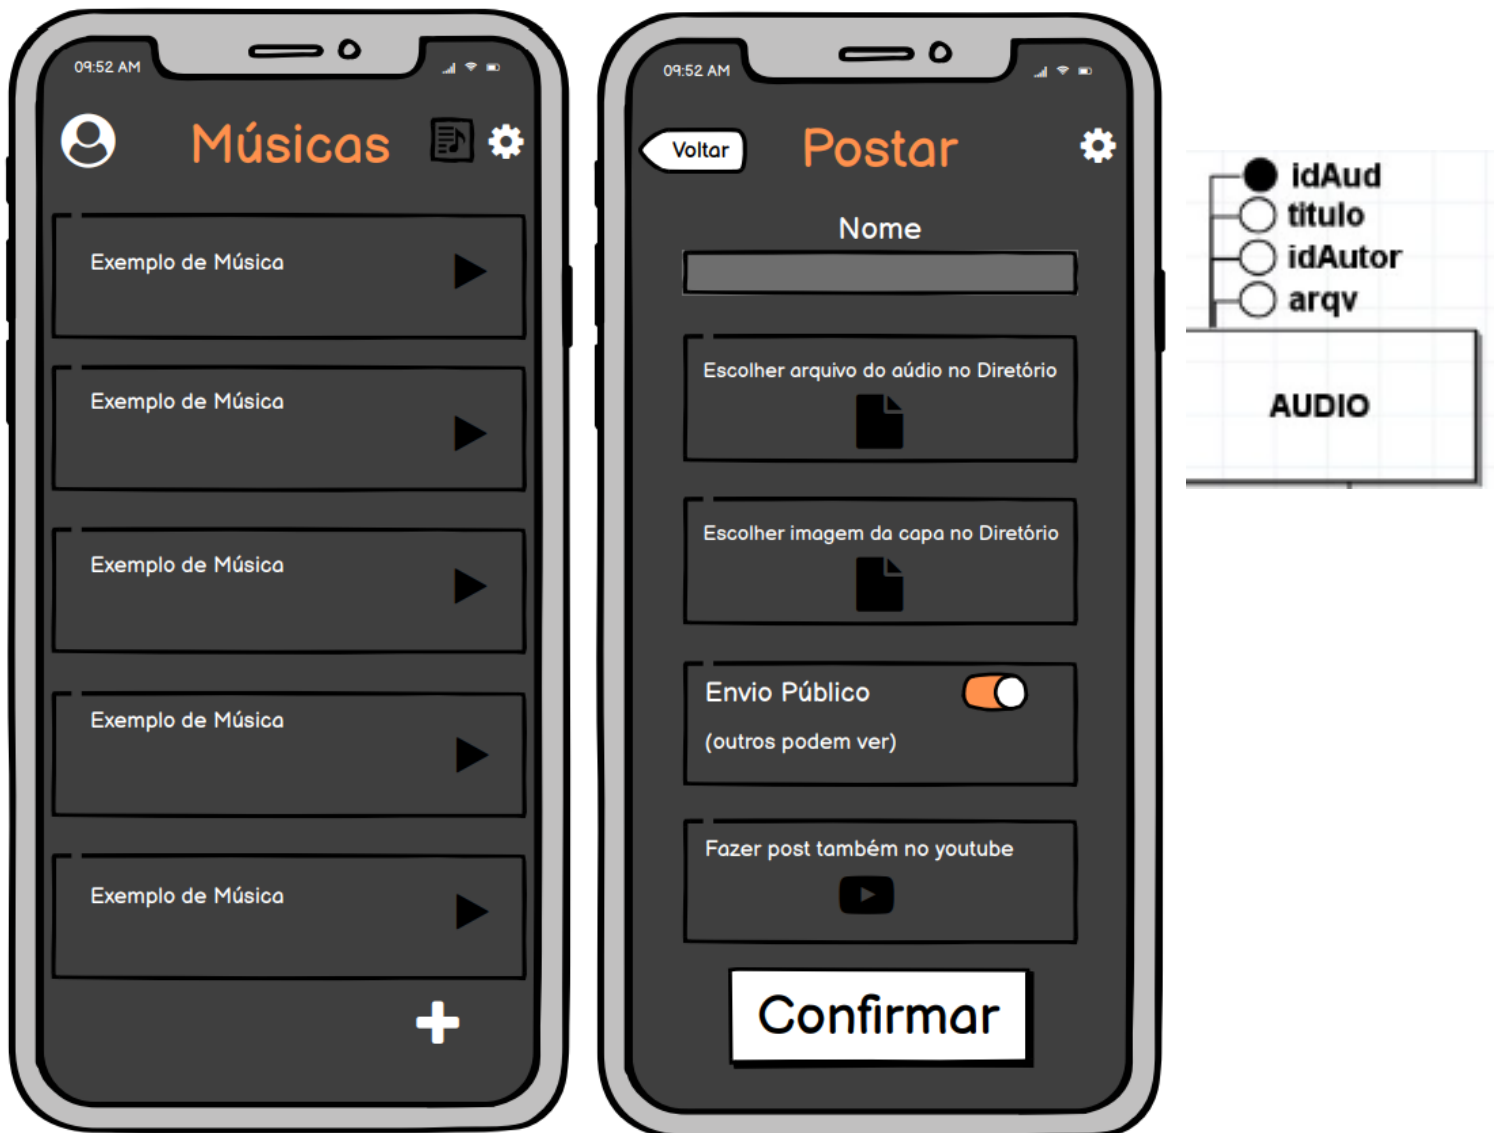 09:52 AM
Músicas
Exemplo de Música
Exemplo de Música
Exemplo de Música
Exemplo de Música
Exemplo de Música
09:52 AM
Voltar
Postar
Nome
Escolher arquivo do aúdio no Diretório
Escolher imagem da capa no Diretório
Envio Público
(outros podem ver)
Fazer post também no youtube
Confirmar
idAud
titulo
idAutor
arqv
AUDIO